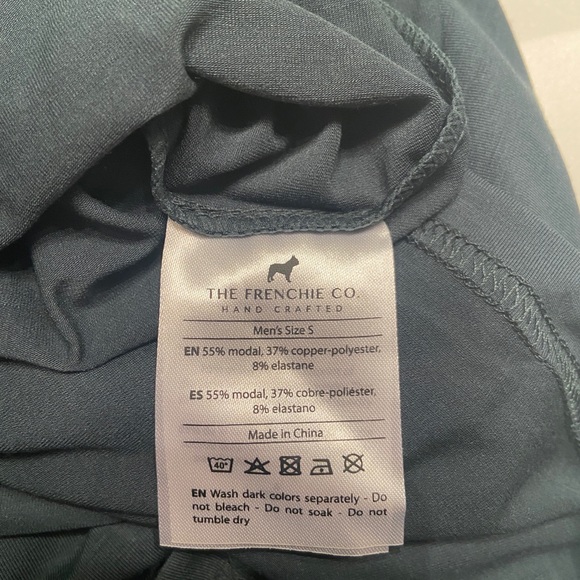 THE FRENCHIE CO.
HAND CRAFTED
Men's Size S
EN 55% modal, 37% copper-polyester,
8% elastane
ES 55% modal, 37% cobre-poliéster,
8% elastano
Made in China
40°
EN Wash dark colors separately - Do
not bleach - Do not soak - Do not
tumble dry